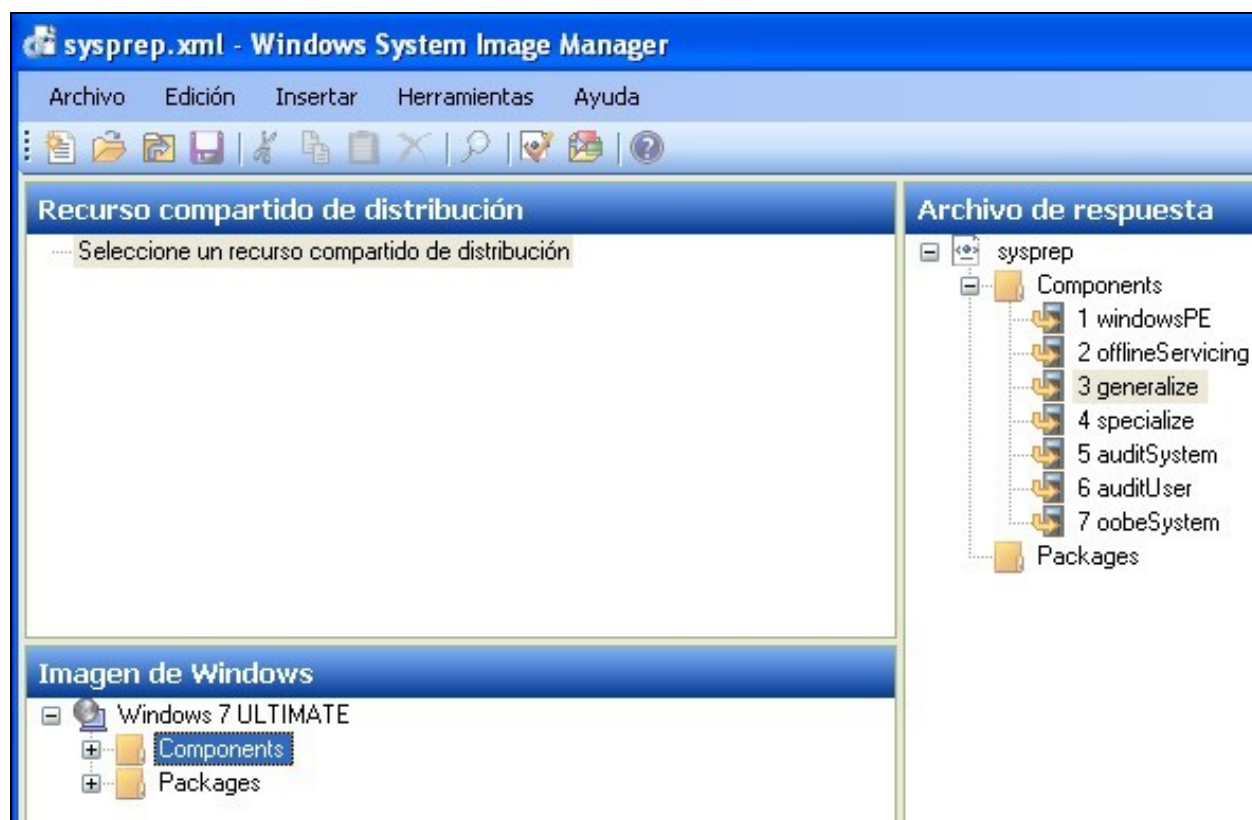 sysprep.xml - Windows System Image Manager
Archivo Edición Insertar Herramientas Ayuda
Recurso compartido de distribución
Seleccione un recurso compartido de distribución
Archivo de respuesta
sysprep
Components
1 windowsPE
2 offlineServicing
3 generalize
4 specialize
5 auditSystem
6 auditUser
7 oobeSystem
Packages
Imagen de Windows
Windows 7 ULTIMATE
Components
Packages